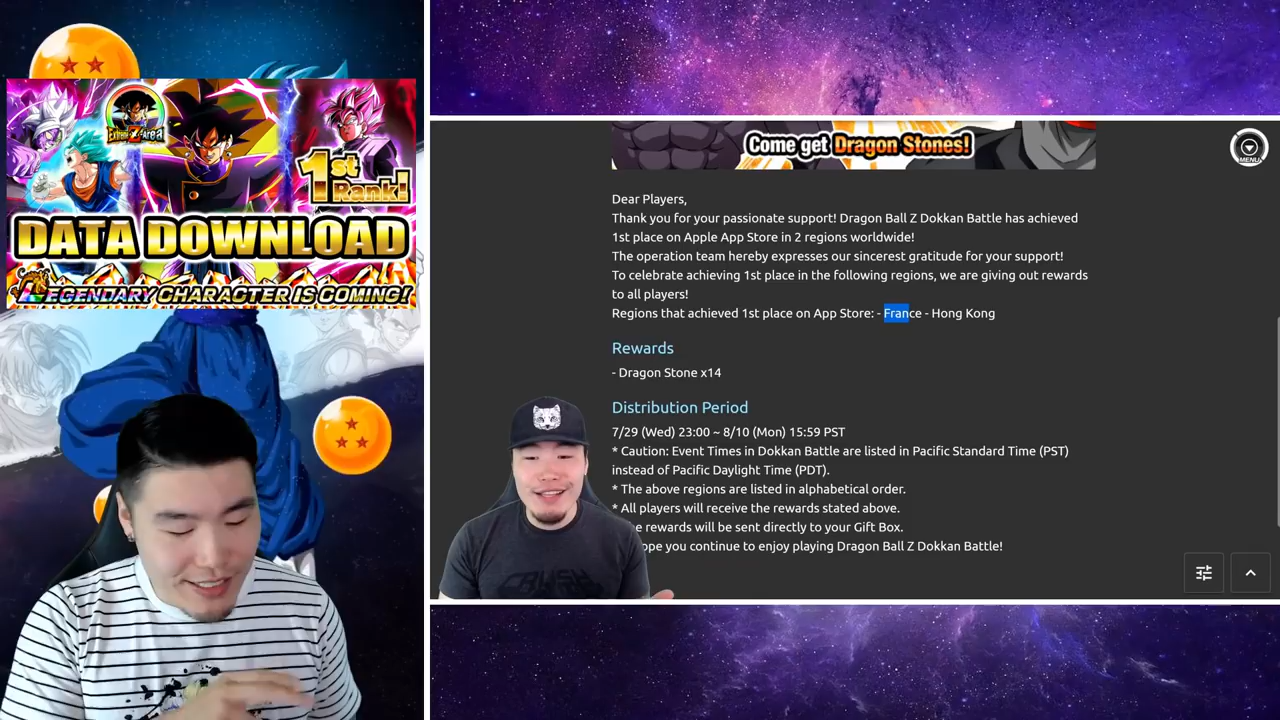 Extreme-Z-Area
1st
Rank!
DATA DOWNLOAD
LEGENDARY CHARACTER IS COMING!
Come get Dragon Stones!
MENU
Dear Players,
Thank you for your passionate support! Dragon Ball Z Dokkan Battle has achieved
1st place on Apple App Store in 2 regions worldwide!
The operation team hereby expresses our sincerest gratitude for your support!
To celebrate achieving 1st place in the following regions, we are giving out rewards
to all players!
Regions that achieved 1st place on App Store: - France - Hong Kong
Rewards
- Dragon Stone x14
Distribution Period
7/29 (Wed) 23:00 ~ 8/10 (Mon) 15:59 PST
* Caution: Event Times in Dokkan Battle are listed in Pacific Standard Time (PST)
instead of Pacific Daylight Time (PDT).
* The above regions are listed in alphabetical order.
* All players will receive the rewards stated above.
rewards will be sent directly to your Gift Box.
you continue to enjoy playing Dragon Ball Z Dokkan Battle!